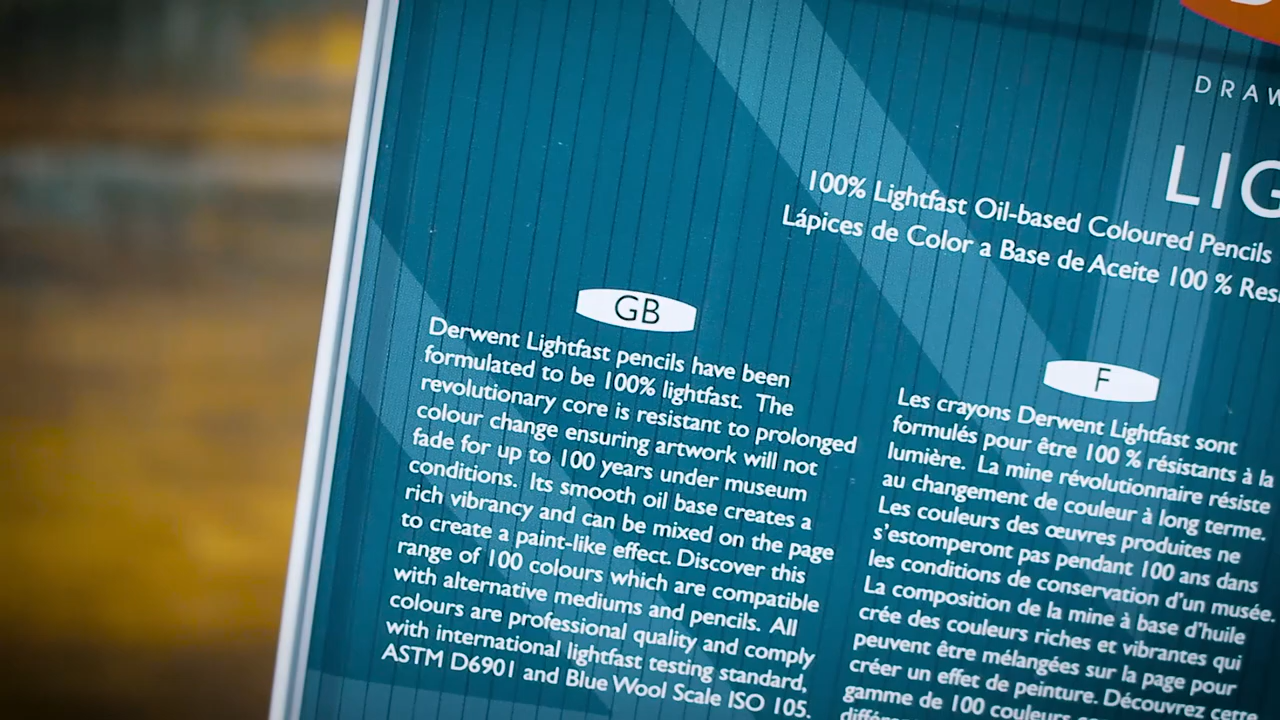 DRAW
LIG
100% Lightfast Oil-based Coloured Pencils
Lápices de Color a Base de Aceite 100 % Res
GB
Derwent Lightfast pencils have been
formulated to be 100% lightfast. The
revolutionary core is resistant to prolonged
colour change ensuring artwork will not
fade for up to 100 years under museum
conditions. Its smooth oil base creates a
rich vibrancy and can be mixed on the page
to create a paint-like effect. Discover this
range of 100 colours which are compatible
with alternative mediums and pencils. All
colours are professional quality and comply
with international lightfast testing standard,
ASTM D6901 and Blue Wool Scale ISO 105.
F
Les crayons Derwent Lightfast sont
formulés pour être 100 % résistants à la
lumière. La mine révolutionnaire résiste
au changement de couleur à long terme.
Les couleurs des œuvres produites ne
s'estomperont pas pendant 100 ans dans
les conditions de conservation d'un musée.
La composition de la mine à base d'huile
crée des couleurs riches et vibrantes qui
peuvent être mélangées sur la page pour
créer un effet de peinture. Découvrez cette
gamme de 100 couleurs